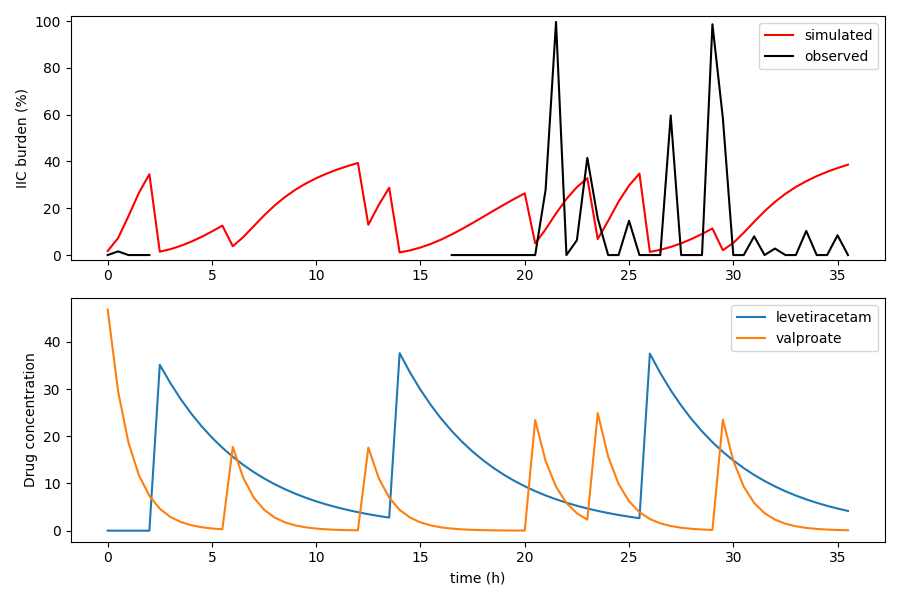 100
80
60
40
20
0
IIC burden (%)
simulated
observed
0 5 10 15 20 25 30 35
40
30
20
10
0
Drug concentration
levetiracetam
valproate
0 5 10 15 20 25 30 35
time (h)